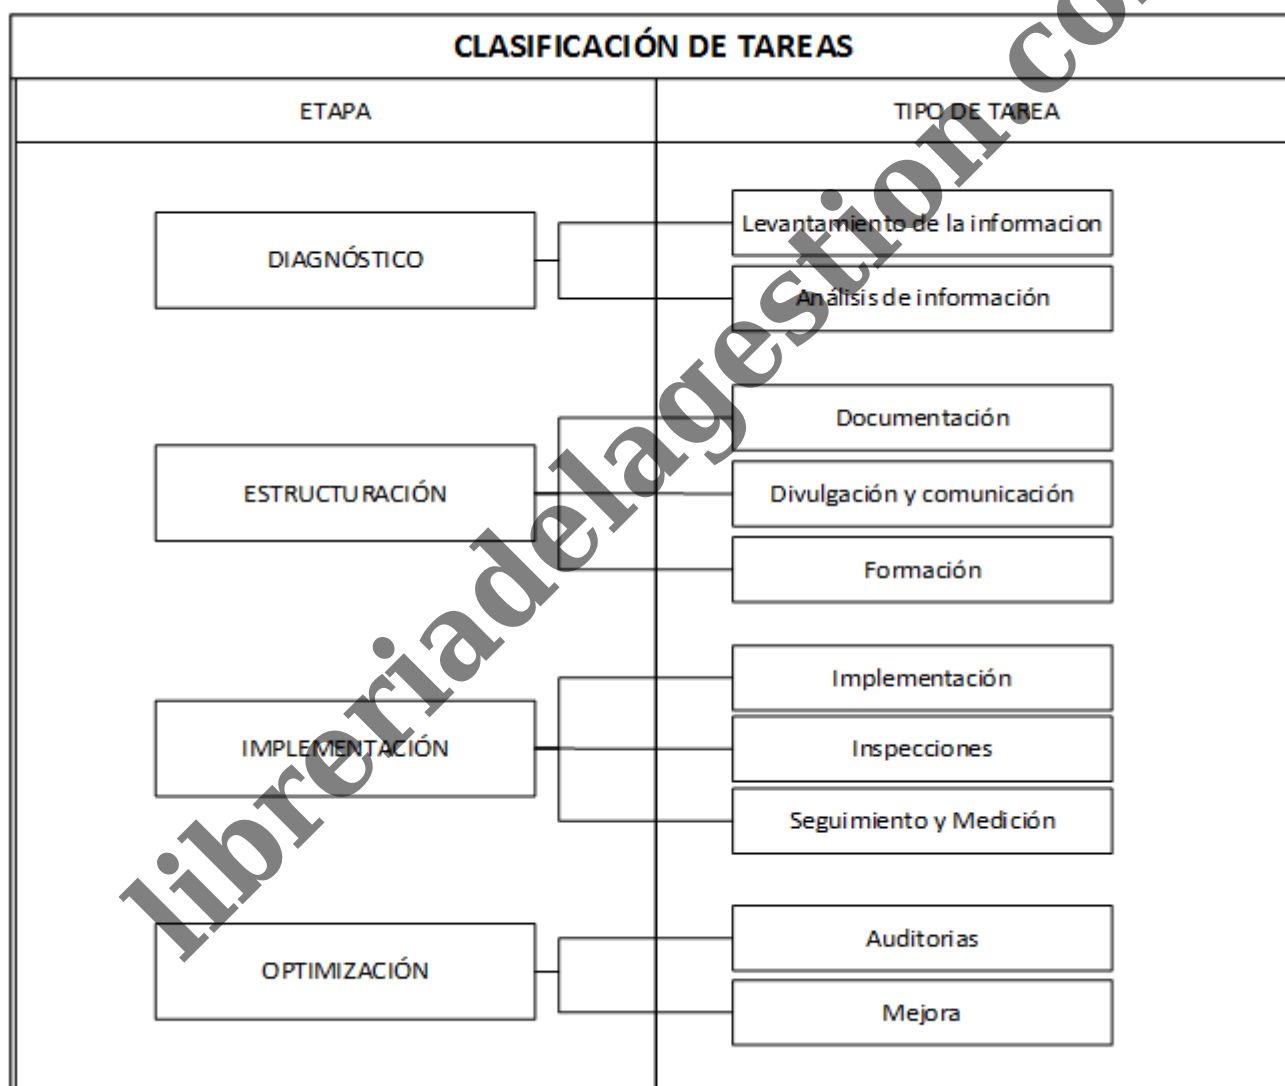 CLASIFICACIÓN DE TAREAS
ETAPA
TIPO DE TAREA
DIAGNÓSTICO
Levantamiento de la informacion
Análisis de información
ESTRUCTURACIÓN
Documentación
Divulgación y comunicación
Formación
IMPLEMENTACIÓN
Implementación
Inspecciones
Seguimiento y Medición
OPTIMIZACIÓN
Auditorias
Mejora
libreriadelagestion.co